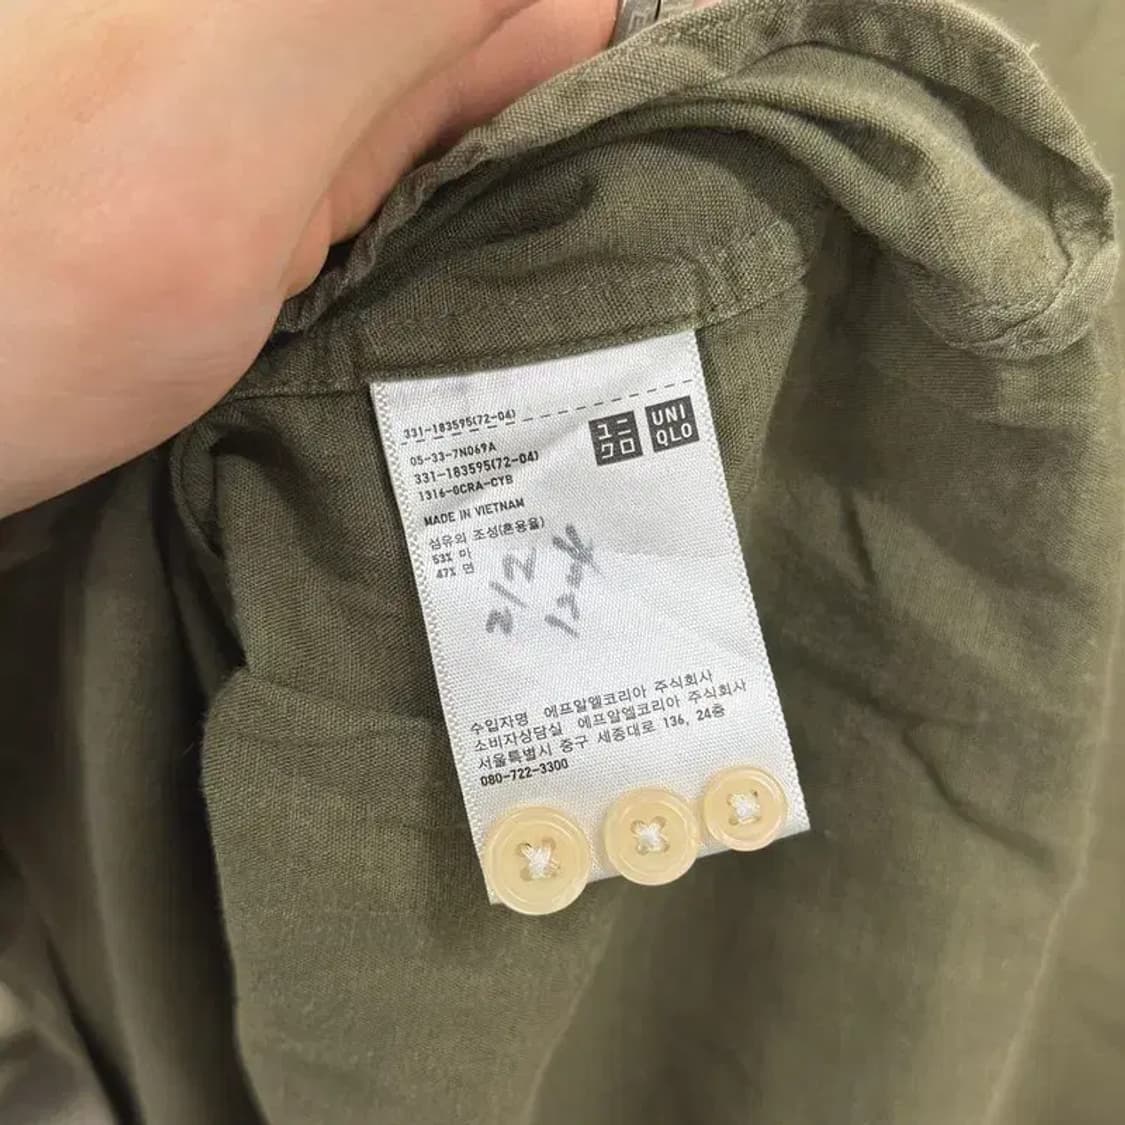 331-183595(72-04)
ユニ
クロ
UNI
QLO
05-33-7N069A
331-183595(72-04)
1316-0CRA-CYB
MADE IN VIETNAM
섬유의 조성(혼용율)
53% 마
47% 면
2/2
수입자명 에프알엘코리아 주식회사
소비자상담실 에프알엘코리아 주식회사
서울특별시 중구 세종대로 136, 24층
080-722-3300